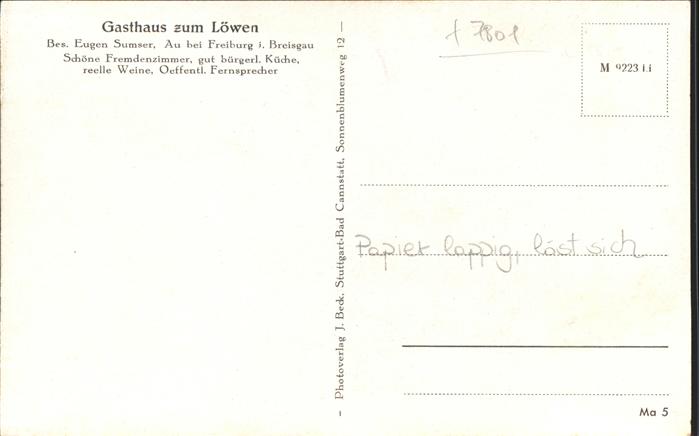 Gasthaus zum Löwen
Bes. Eugen Sumser, Au bei Freiburg i. Breisgau
Schöne Fremdenzimmer, gut bürgerl. Küche,
reelle Weine, Oeffentl. Fernsprecher
Photoverlag J. Beck, Stuttgart-Bad Cannstatt, Sonnenblumenweg 12
7801
M 9223
Papier lappig, löst sich
Ma 5